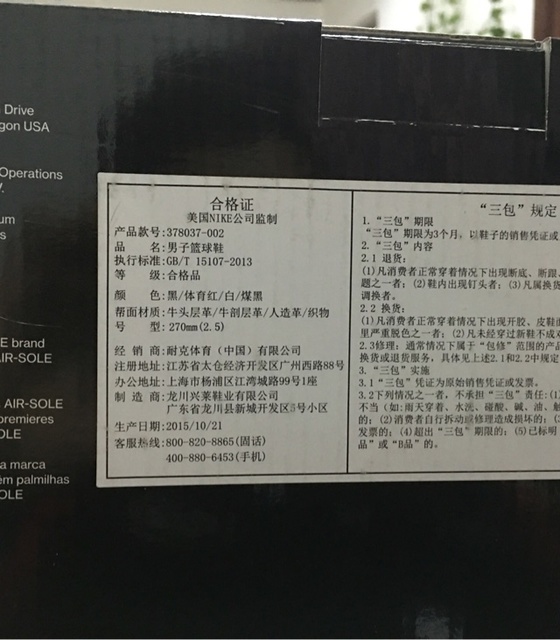 Drive
gon USA
Operations
V.
um
s
E brand
AIR-SOLE
AIR-SOLE
premieres
OLE
a marca
em palmilhas
OLE
合格证
美国NIKE公司监制
产品款号:378037-002
品 名:男子篮球鞋
执行标准:GB/T 15107-2013
等 级:合格品
颜 色:黑/体育红/白/煤黑
帮面材质:牛头层革/牛剖层革/人造革/织物
号 型:270mm(2.5)
经 销 商:耐克体育（中国）有限公司
注册地址:江苏省太仓经济开发区广州西路88号
办公地址:上海市杨浦区江湾城路99号1座
制 造 商:龙川兴莱鞋业有限公司
广东省龙川县新城开发区3号小区
生产日期:2015/10/21
客服热线:800-820-8865(固话)
400-880-6453(手机)
“三包”规定
1. “三包”期限
“三包”期限为3个月，以鞋子的销售凭证或
2. “三包”内容
2.1 退货:
(1)凡消费者正常穿着情况下出现断底、断跟、
题之一者; (2)鞋内出现钉头者; (3)凡属换货
调换者。
2.2 换货:
(1)凡消费者正常穿着情况下出现开胶、皮鞋
里严重脱色之一者; (2)凡未经穿过新鞋不成对
2.3修理: 通常情况下属于“包修”范围的产品
换货或退货服务，具体见上述2.1和2.2中规定
3. “三包”实施
3.1“三包”凭证为原始销售凭证或发票。
3.2下列情况之一者，不承担“三包”责任:(1)
不当（如:雨天穿着、水洗、碰酸、碱、油、触
的; (2)消费者自行拆动或修理造成损坏的; (3)
发票的; (4)超出“三包”期限的; (5)已标明
品”或“B品”的。